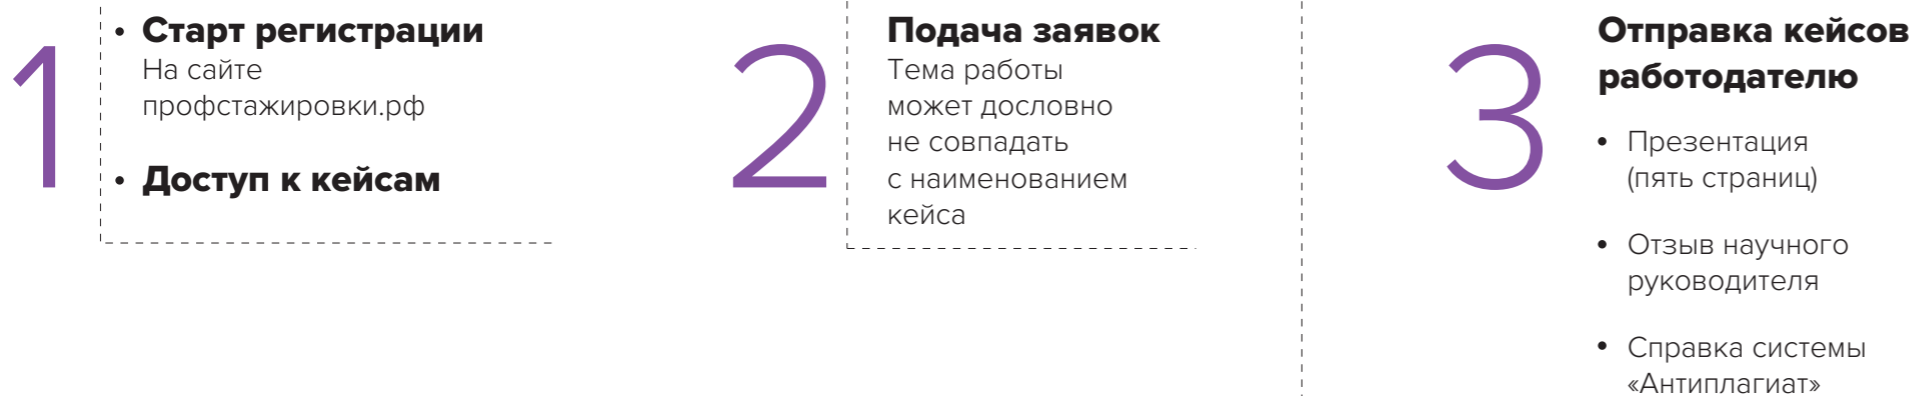 1
• Старт регистрации
На сайте
профстажировки.рф
• Доступ к кейсам
2
Подача заявок
Тема работы
может дословно
не совпадать
с наименованием
кейса
3
Отправка кейсов
работодателю
• Презентация
(пять страниц)
• Отзыв научного
руководителя
• Справка системы
«Антиплагиат»